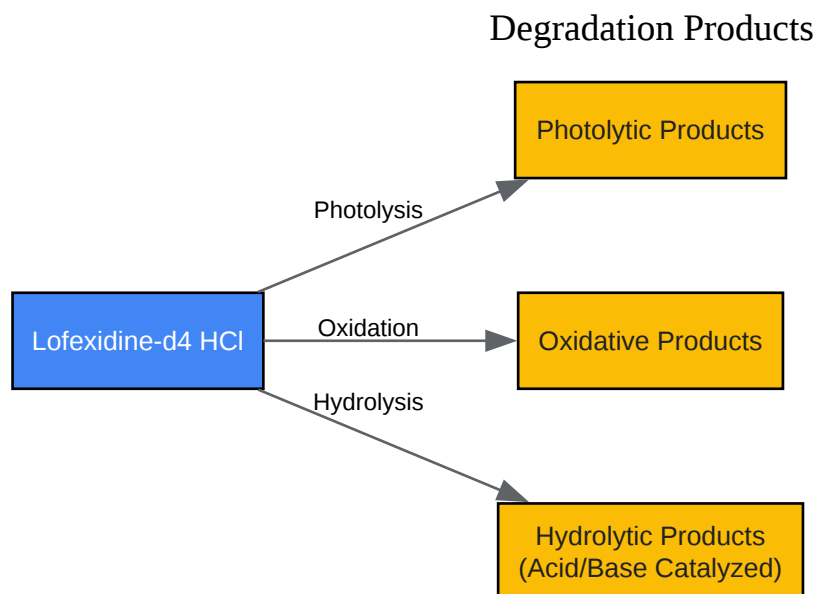 Degradation Products
Photolytic Products
Photolysis
Lofexidine-d4 HCl
Oxidation
Oxidative Products
Hydrolysis
Hydrolytic Products
(Acid/Base Catalyzed)